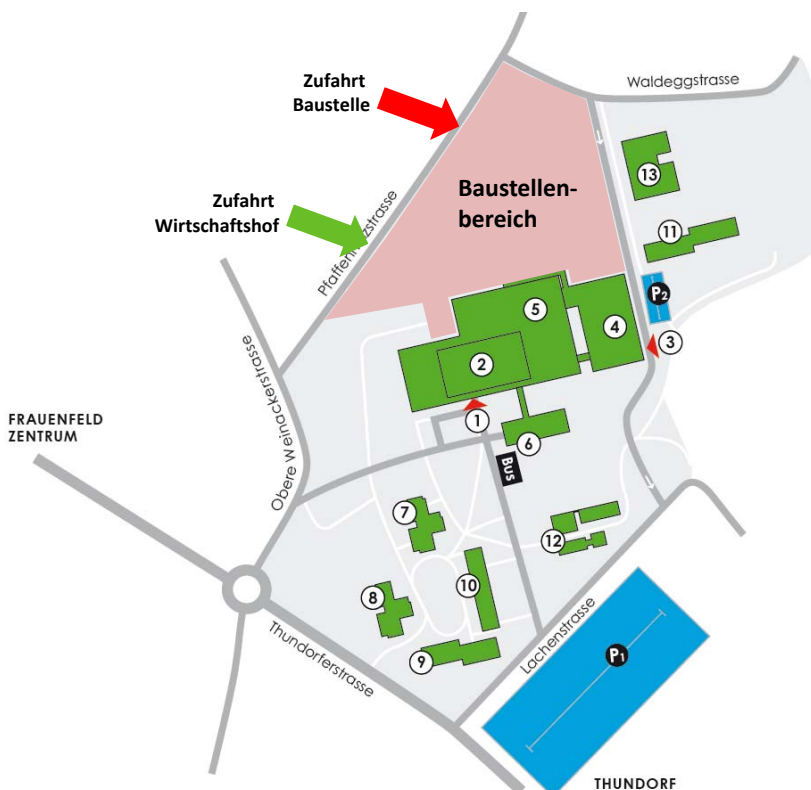 Zufahrt
Baustelle
Waldeggstrasse
Zufahrt
Wirtschaftshof
Pfaffenholzstrasse
Baustellen-
bereich
13
11
P2
5
4
3
2
1
6
Bus
FRAUENFELD
ZENTRUM
Obere Weinackerstrasse
7
12
10
8
9
Thundorferstrasse
Lachenstrasse
P1
THUNDORF